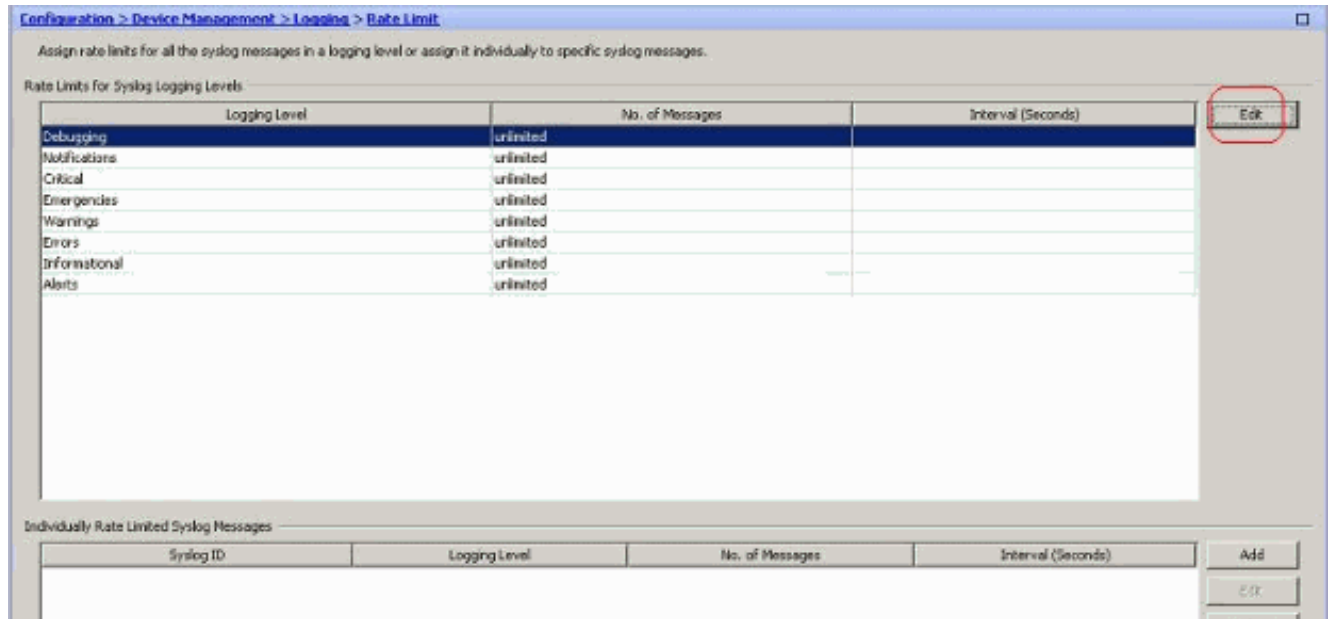 Configuration > Device Management > Logging > Rate Limit
Assign rate limits for all the syslog messages in a logging level or assign it individually to specific syslog messages.
Rate Limits for Syslog Logging Levels
Logging Level No. of Messages Interval (Seconds) Edit
Debugging unlimited
Notifications unlimited
Critical unlimited
Emergencies unlimited
Warnings unlimited
Errors unlimited
Informational unlimited
Alerts unlimited
Individually Rate Limited Syslog Messages
Syslog ID Logging Level No. of Messages Interval (Seconds) Add
Edit